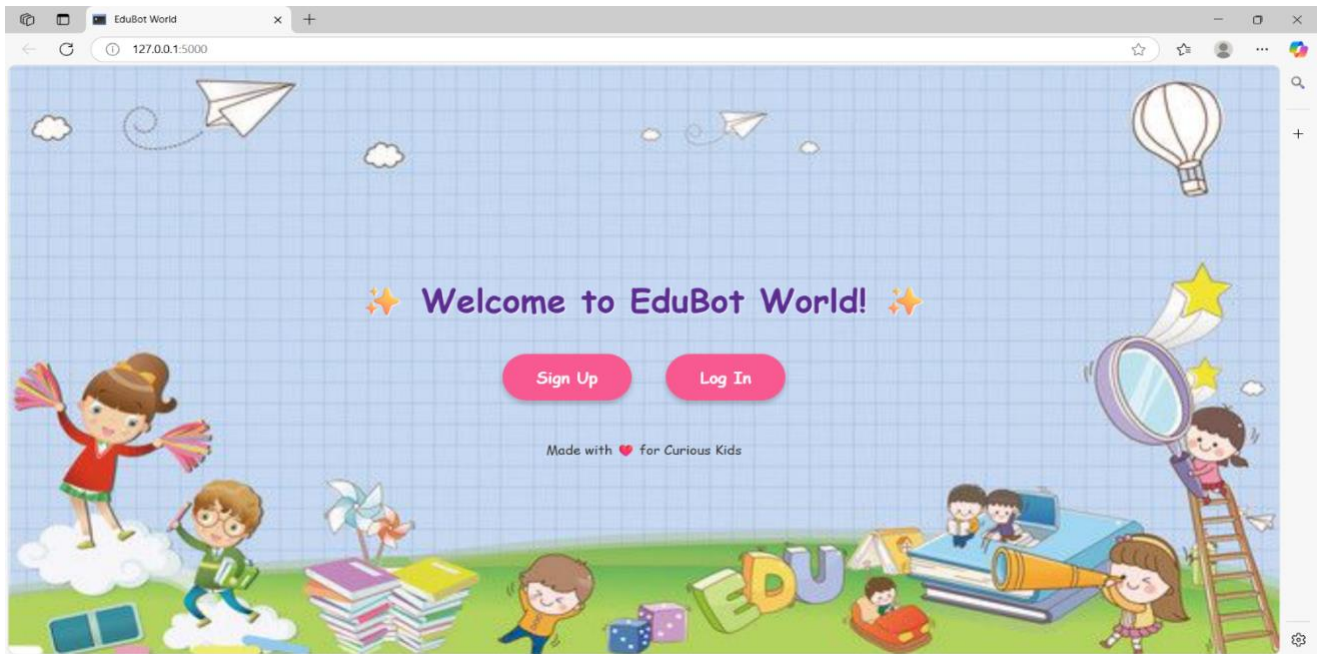 EduBot World
127.0.0.1:5000
✨ Welcome to EduBot World! ✨
Sign Up
Log In
Made with ❤ for Curious Kids
EDU